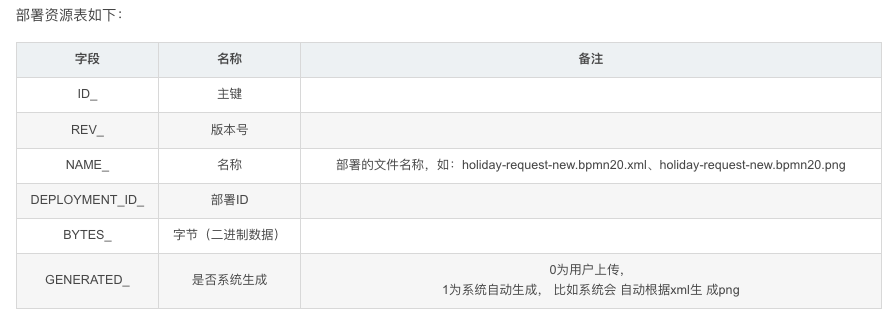 部署资源表如下：
字段 名称 备注
ID_ 主键
REV_ 版本号
NAME_ 名称 部署的文件名称，如：holiday-request-new.bpmn20.xml、holiday-request-new.bpmn20.png
DEPLOYMENT_ID_ 部署ID
BYTES_ 字节（二进制数据）
GENERATED_ 是否系统生成 0为用户上传，
1为系统自动生成， 比如系统会 自动根据xml生 成png